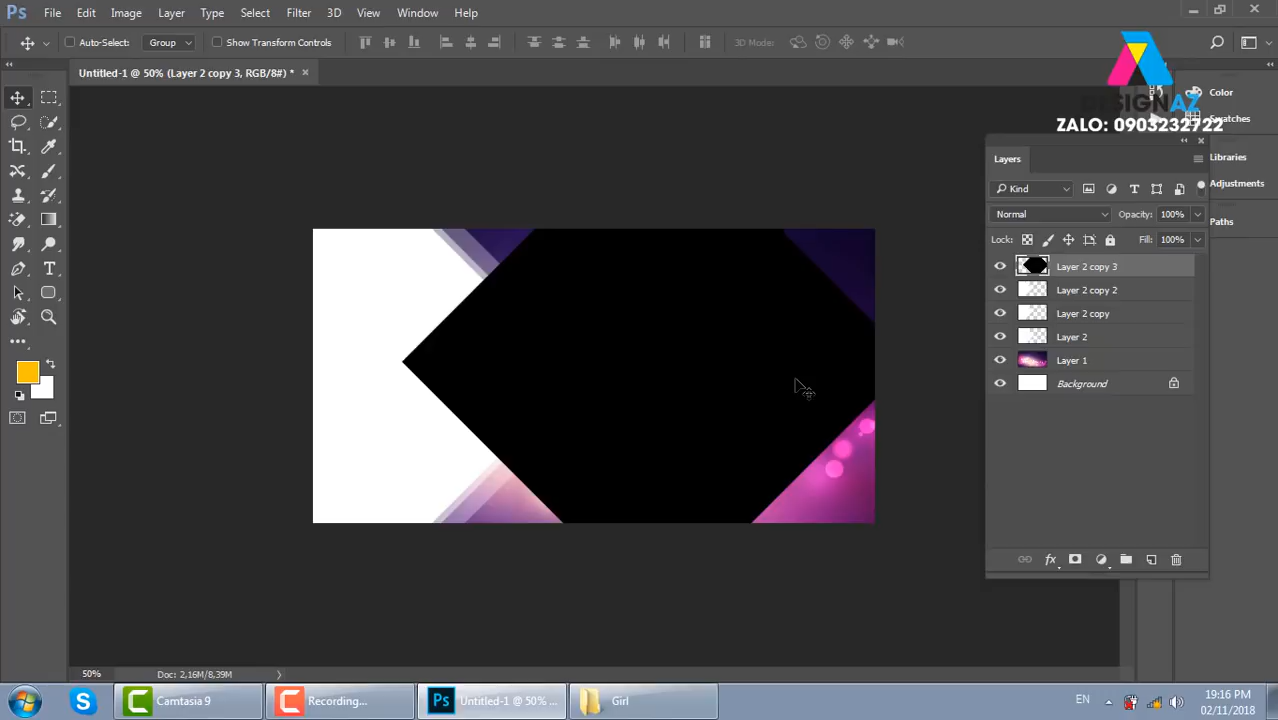 Ps File Edit Image Layer Type Select Filter 3D View Window Help
Auto-Select: Group Show Transform Controls 3D Mode:
Untitled-1 @ 50% (Layer 2 copy 3, RGB/8#) *
DESIGNAZ
ZALO: 0903232722
Color
Swatches
Libraries
Adjustments
Paths
Layers
Kind
Normal Opacity: 100%
Lock: Fill: 100%
Layer 2 copy 3
Layer 2 copy 2
Layer 2 copy
Layer 2
Layer 1
Background
50% Doc: 2,16M/8,39M
Camtasia 9 Recording... Ps Untitled-1 @ 50% ... Girl EN 19:16 PM
02/11/2018